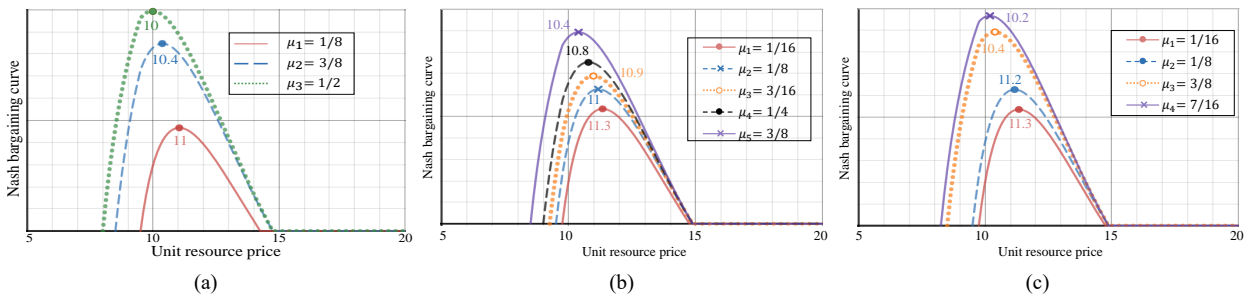 Nash bargaining curve
10
10.4
11
μ1= 1/8
μ2= 3/8
μ3= 1/2
5
10
15
20
Unit resource price
(a)
Nash bargaining curve
10.4
10.8
10.9
11
11.3
μ1= 1/16
μ2= 1/8
μ3= 3/16
μ4= 1/4
μ5= 3/8
5
10
15
20
Unit resource price
(b)
Nash bargaining curve
10.2
10.4
11.2
11.3
μ1= 1/16
μ2= 1/8
μ3= 3/8
μ4= 7/16
5
10
15
20
Unit resource price
(c)